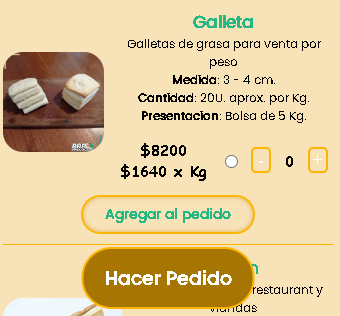 Galleta
Galletas de grasa para venta por
peso
Medida: 3 - 4 cm.
Cantidad: 20U. aprox. por Kg.
Presentacion: Bolsa de 5 Kg.
$8200
$1640 x Kg
- 0 +
Agregar al pedido
Hacer Pedido
restaurant y
viandas